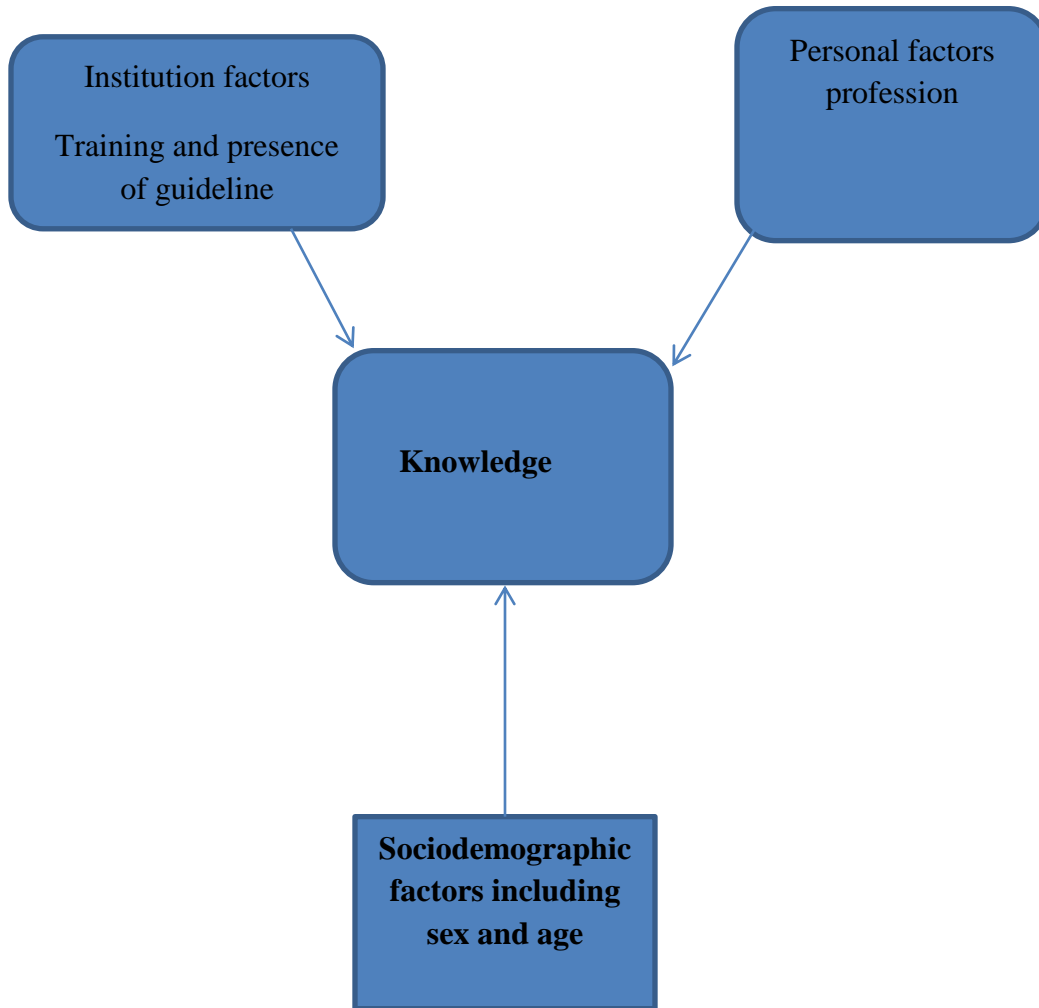 Institution factors
Training and presence
of guideline
Personal factors
profession
Knowledge
Sociodemographic
factors including
sex and age